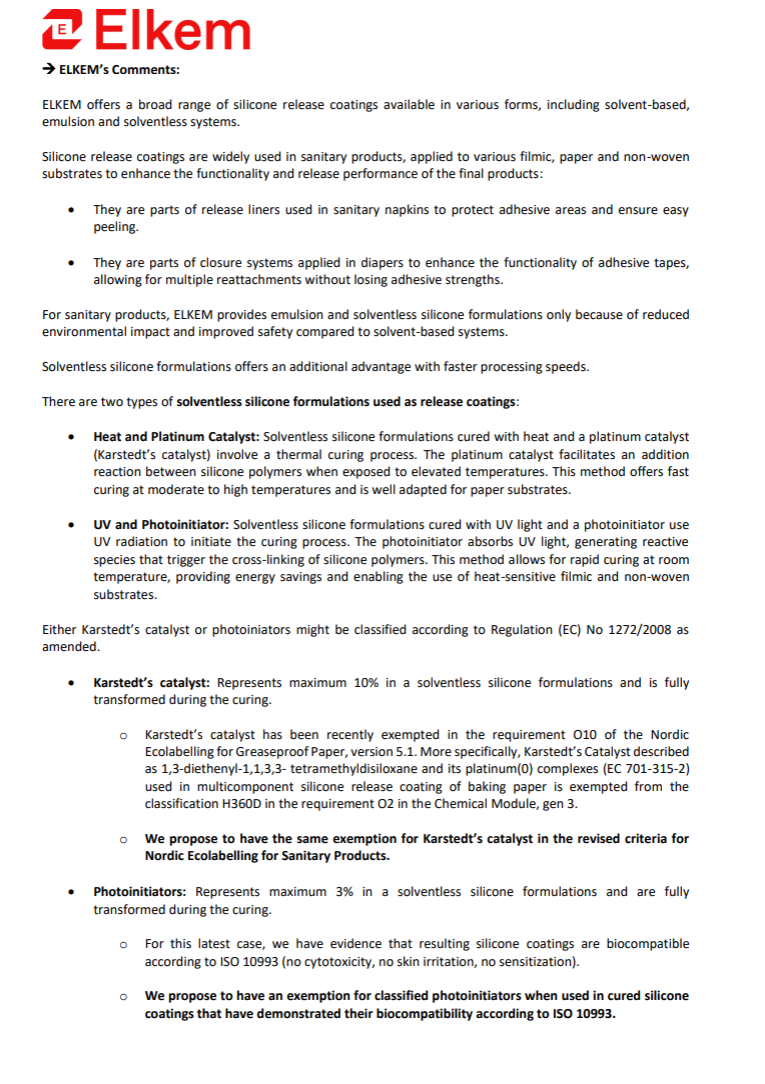 E Elkem
→ ELKEM's Comments:
ELKEM offers a broad range of silicone release coatings available in various forms, including solvent-based,
emulsion and solventless systems.
Silicone release coatings are widely used in sanitary products, applied to various filmic, paper and non-woven
substrates to enhance the functionality and release performance of the final products:
• They are parts of release liners used in sanitary napkins to protect adhesive areas and ensure easy
peeling.
• They are parts of closure systems applied in diapers to enhance the functionality of adhesive tapes,
allowing for multiple reattachments without losing adhesive strengths.
For sanitary products, ELKEM provides emulsion and solventless silicone formulations only because of reduced
environmental impact and improved safety compared to solvent-based systems.
Solventless silicone formulations offers an additional advantage with faster processing speeds.
There are two types of solventless silicone formulations used as release coatings:
• Heat and Platinum Catalyst: Solventless silicone formulations cured with heat and a platinum catalyst
(Karstedt's catalyst) involve a thermal curing process. The platinum catalyst facilitates an addition
reaction between silicone polymers when exposed to elevated temperatures. This method offers fast
curing at moderate to high temperatures and is well adapted for paper substrates.
• UV and Photoinitiator: Solventless silicone formulations cured with UV light and a photoinitiator use
UV radiation to initiate the curing process. The photoinitiator absorbs UV light, generating reactive
species that trigger the cross-linking of silicone polymers. This method allows for rapid curing at room
temperature, providing energy savings and enabling the use of heat-sensitive filmic and non-woven
substrates.
Either Karstedt's catalyst or photoiniators might be classified according to Regulation (EC) No 1272/2008 as
amended.
• Karstedt's catalyst: Represents maximum 10% in a solventless silicone formulations and is fully
transformed during the curing.
o Karstedt's catalyst has been recently exempted in the requirement O10 of the Nordic
Ecolabelling for Greaseproof Paper, version 5.1. More specifically, Karstedt's Catalyst described
as 1,3-diethenyl-1,1,3,3- tetramethyldisiloxane and its platinum(0) complexes (EC 701-315-2)
used in multicomponent silicone release coating of baking paper is exempted from the
classification H360D in the requirement O2 in the Chemical Module, gen 3.
o We propose to have the same exemption for Karstedt's catalyst in the revised criteria for
Nordic Ecolabelling for Sanitary Products.
• Photoinitiators: Represents maximum 3% in a solventless silicone formulations and are fully
transformed during the curing.
o For this latest case, we have evidence that resulting silicone coatings are biocompatible
according to ISO 10993 (no cytotoxicity, no skin irritation, no sensitization).
o We propose to have an exemption for classified photoinitiators when used in cured silicone
coatings that have demonstrated their biocompatibility according to ISO 10993.